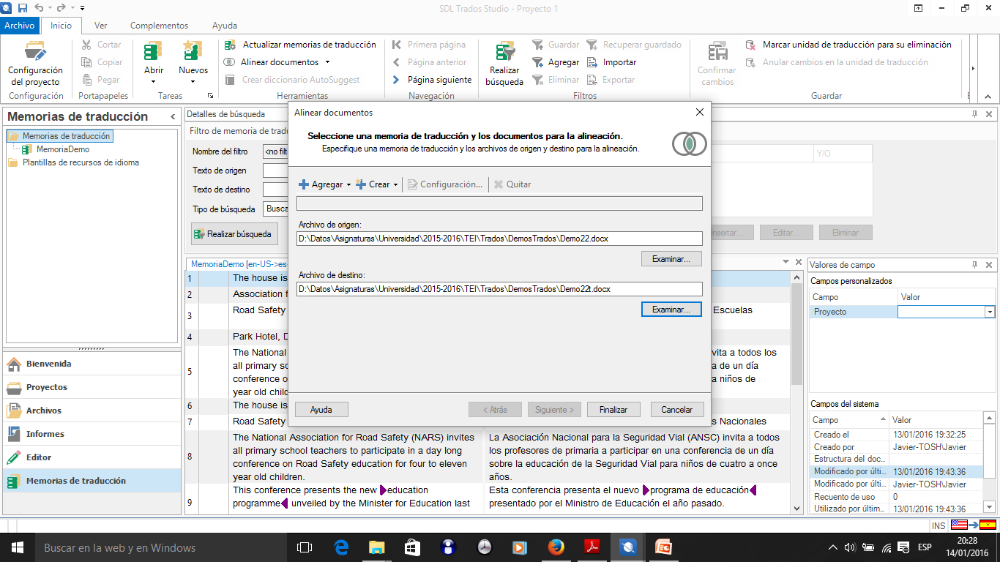 SDL Trados Studio - Proyecto 1
Archivo Inicio Ver Complementos Ayuda
Configuración del proyecto
Configuración
Cortar
Copiar
Pegar
Portapapeles
Abrir
Nuevos
Tareas
Actualizar memorias de traducción
Alinear documentos
Crear diccionario AutoSuggest
Herramientas
Primera página
Página anterior
Página siguiente
Navegación
Realizar búsqueda
Guardar
Agregar
Eliminar
Recuperar guardado
Importar
Exportar
Filtros
Confirmar cambios
Marcar unidad de traducción para su eliminación
Anular cambios en la unidad de traducción
Guardar
Memorias de traducción
Memorias de traducción
MemoriaDemo
Plantillas de recursos de idioma
Bienvenida
Proyectos
Archivos
Informes
Editor
Memorias de traducción
Detalles de búsqueda
Filtro de memoria de tradu
Nombre del filtro <no filt
Texto de origen
Texto de destino
Tipo de búsqueda Busca
Realizar búsqueda
Y/O
Insertar... Editar... Eliminar
Alinear documentos
Seleccione una memoria de traducción y los documentos para la alineación.
Especifique una memoria de traducción y los archivos de origen y destino para la alineación.
Agregar Crear Configuración... Quitar
Archivo de origen:
D:\Datos\Asignaturas\Universidad\2015-2016\TEI\Trados\DemosTrados\Demo22.docx
Examinar...
Archivo de destino:
D:\Datos\Asignaturas\Universidad\2015-2016\TEI\Trados\DemosTrados\Demo22t.docx
Examinar...
Ayuda < Atrás Siguiente > Finalizar Cancelar
MemoriaDemo [en-US->es-
1 The house is
2 Association f
3 Road Safety Escuelas
4 Park Hotel, D
5 The National vita a todos los
all primary sc a de un día
conference o a niños de
year old child
6 The house is
7 Road Safety s Nacionales
8 The National Association for Road Safety (NARS) invites
all primary school teachers to participate in a day long
conference on Road Safety education for four to eleven
year old children.
La Asociación Nacional para la Seguridad Vial (ANSC) invita a todos
los profesores de primaria a participar en una conferencia de un día
sobre la educación de la Seguridad Vial para niños de cuatro a once
años.
9 This conference presents the new education
programme unveiled by the Minister for Education last
Esta conferencia presenta el nuevo programa de educación
presentado por el Ministro de Educación el año pasado.
Valores de campo
Campos personalizados
Campo Valor
Proyecto
Campos del sistema
Campo Valor
Creado el 13/01/2016 19:32:25
Creado por Javier-TOSH\Javier
Estructura del doc...
Modificado por últi... 13/01/2016 19:43:36
Modificado por últi... Javier-TOSH\Javier
Recuento de uso 0
Utilizado por últim... 13/01/2016 19:43:36
INS
Buscar en la web y en Windows
ESP
20:28
14/01/2016